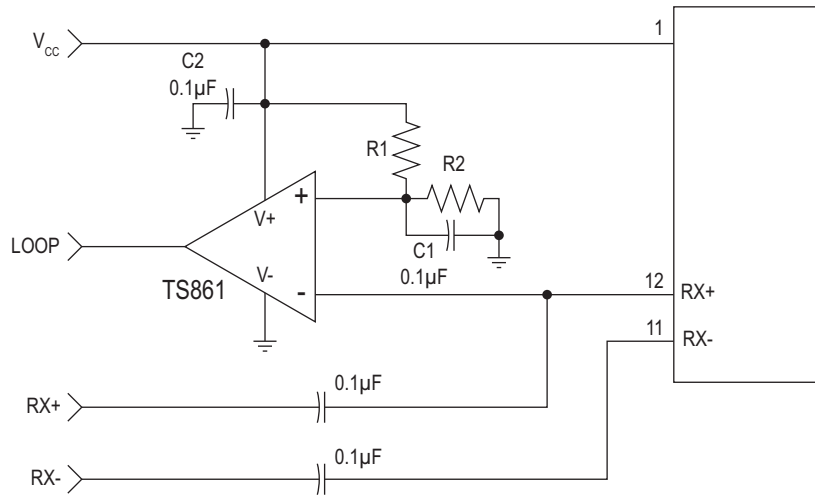 V_CC
1
C2
0.1µF
R1
R2
+
V+
LOOP
C1
V-
0.1µF
TS861
-
12
RX+
11
RX-
0.1µF
RX+
0.1µF
RX-